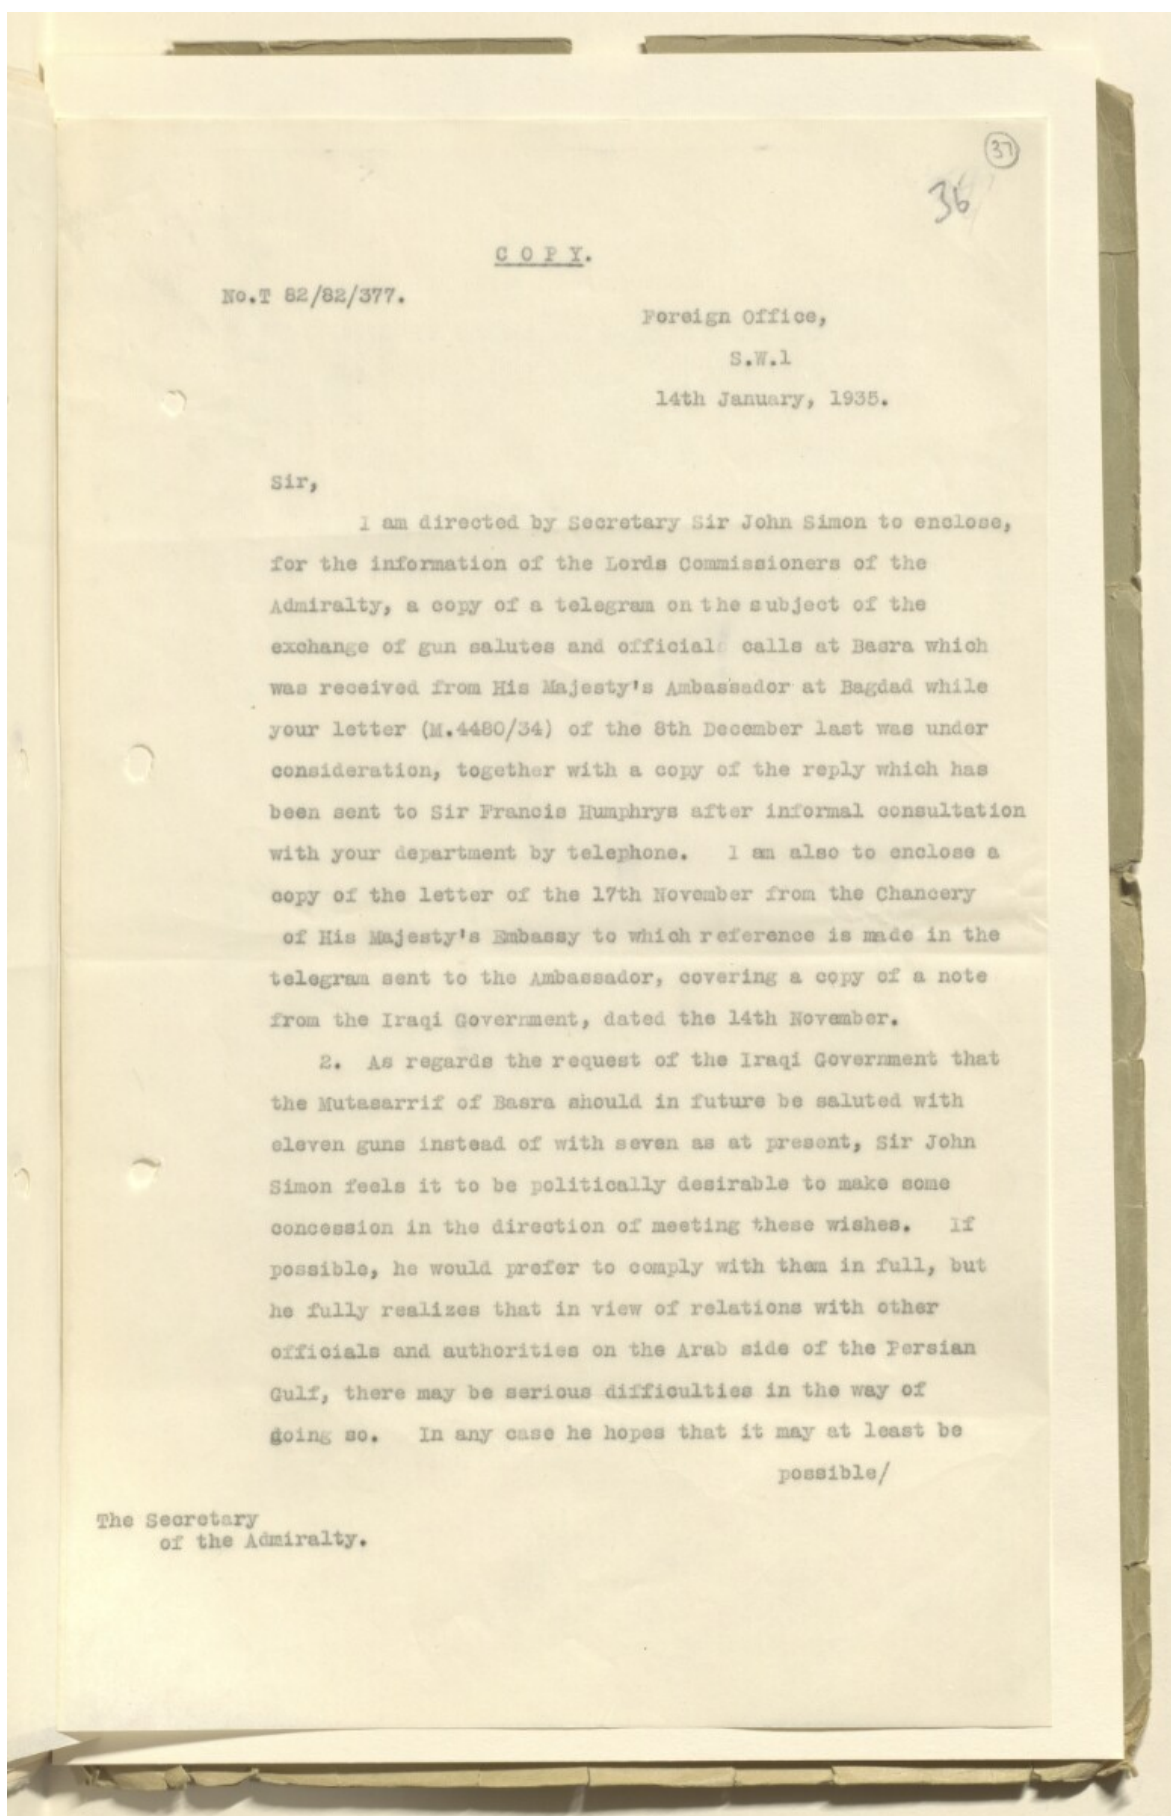 37
36
COPY.
No.T 82/82/377.
Foreign Office,
S.W.1
14th January, 1935.
Sir,
I am directed by Secretary Sir John Simon to enclose,
for the information of the Lords Commissioners of the
Admiralty, a copy of a telegram on the subject of the
exchange of gun salutes and official calls at Basra which
was received from His Majesty's Ambassador at Bagdad while
your letter (M.4480/34) of the 8th December last was under
consideration, together with a copy of the reply which has
been sent to Sir Francis Humphrys after informal consultation
with your department by telephone. I am also to enclose a
copy of the letter of the 17th November from the Chancery
of His Majesty's Embassy to which reference is made in the
telegram sent to the Ambassador, covering a copy of a note
from the Iraqi Government, dated the 14th November.
2. As regards the request of the Iraqi Government that
the Mutasarrif of Basra should in future be saluted with
eleven guns instead of with seven as at present, Sir John
Simon feels it to be politically desirable to make some
concession in the direction of meeting these wishes. If
possible, he would prefer to comply with them in full, but
he fully realizes that in view of relations with other
officials and authorities on the Arab side of the Persian
Gulf, there may be serious difficulties in the way of
doing so. In any case he hopes that it may at least be
possible/
The Secretary
of the Admiralty.